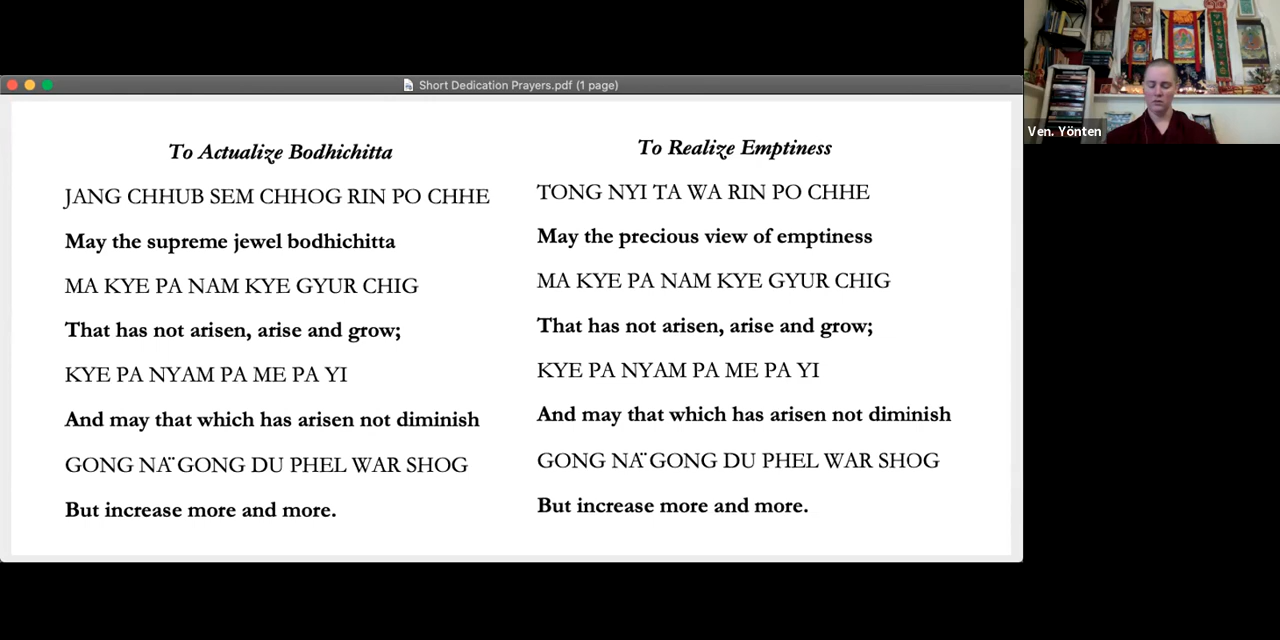 Short Dedication Prayers.pdf (1 page)
To Actualize Bodhichitta
JANG CHHUB SEM CHHOG RIN PO CHHE
May the supreme jewel bodhichitta
MA KYE PA NAM KYE GYUR CHIG
That has not arisen, arise and grow;
KYE PA NYAM PA ME PA YI
And may that which has arisen not diminish
GONG NA¨ GONG DU PHEL WAR SHOG
But increase more and more.
To Realize Emptiness
TONG NYI TA WA RIN PO CHHE
May the precious view of emptiness
MA KYE PA NAM KYE GYUR CHIG
That has not arisen, arise and grow;
KYE PA NYAM PA ME PA YI
And may that which has arisen not diminish
GONG NA¨ GONG DU PHEL WAR SHOG
But increase more and more.
Ven. Yönten